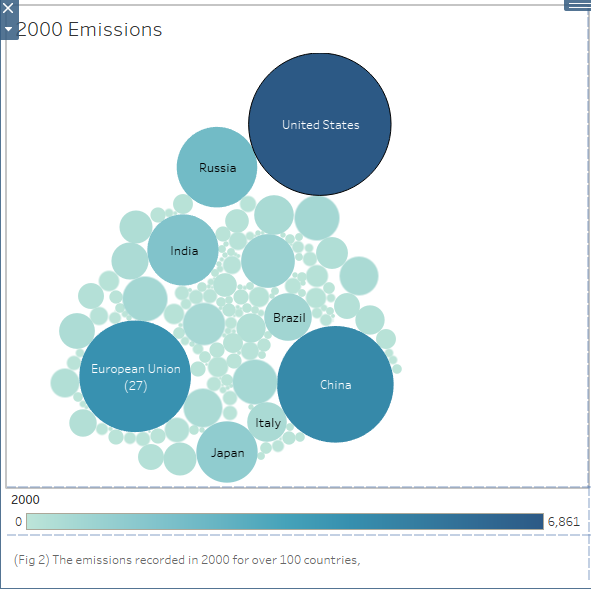 2000 Emissions
United States
Russia
India
Brazil
European Union
(27)
China
Italy
Japan
2000
0
6,861
(Fig 2) The emissions recorded in 2000 for over 100 countries,